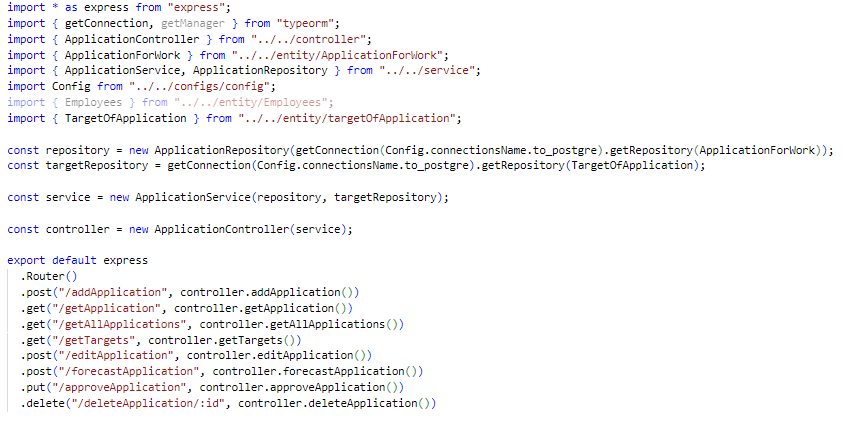 import * as express from "express";
import { getConnection, getManager } from "typeorm";
import { ApplicationController } from "../../controller";
import { ApplicationForWork } from "../../entity/ApplicationForWork";
import { ApplicationService, ApplicationRepository } from "../../service";
import Config from "../../configs/config";
import { Employees } from "../../entity/Employees";
import { TargetOfApplication } from "../../entity/targetOfApplication";
const repository = new ApplicationRepository(getConnection(Config.connectionsName.to_postgre).getRepository(ApplicationForWork));
const targetRepository = getConnection(Config.connectionsName.to_postgre).getRepository(TargetOfApplication);
const service = new ApplicationService(repository, targetRepository);
const controller = new ApplicationController(service);
export default express
.Router()
.post("/addApplication", controller.addApplication())
.get("/getApplication", controller.getApplication())
.get("/getAllApplications", controller.getAllApplications())
.get("/getTargets", controller.getTargets())
.post("/editApplication", controller.editApplication())
.post("/forecastApplication", controller.forecastApplication())
.put("/approveApplication", controller.approveApplication())
.delete("/deleteApplication/:id", controller.deleteApplication())